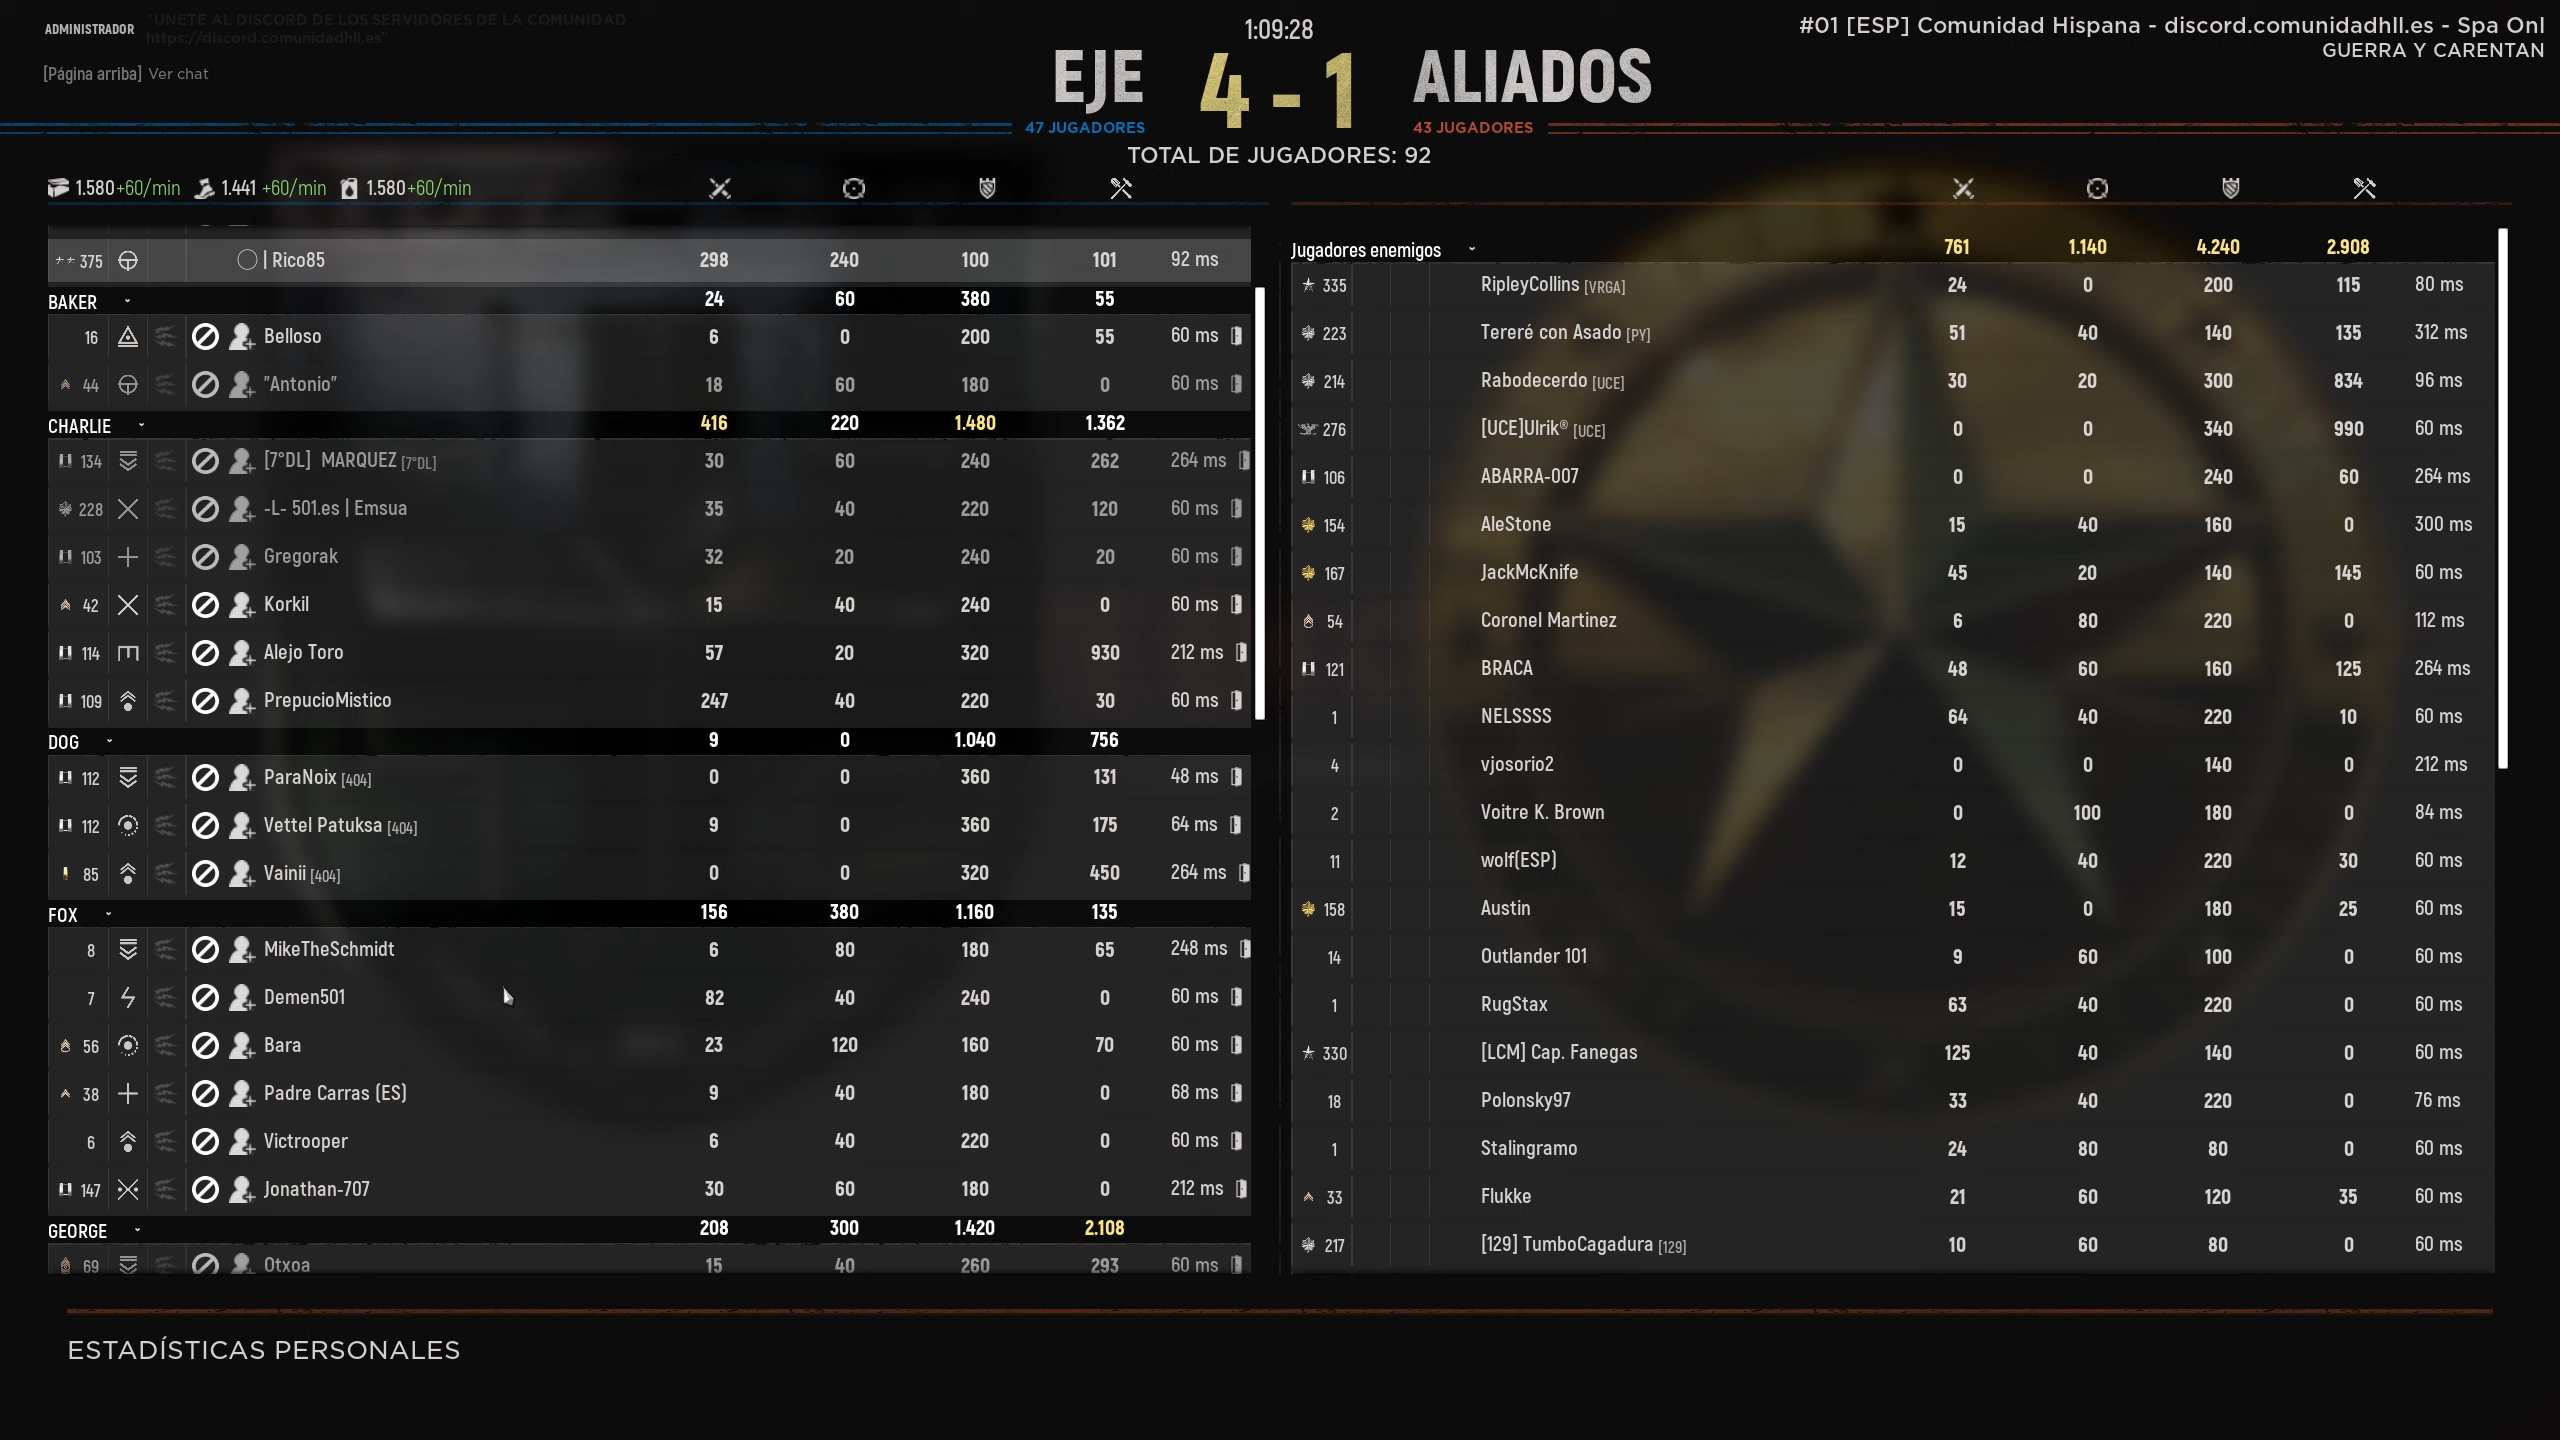 ADMINISTRADOR
"UNETE AL DISCORD DE LOS SERVIDORES DE LA COMUNIDAD
https://discord.comunidadhll.es"
[Página arriba] Ver chat
1:09:28
EJE 4 - 1 ALIADOS
47 JUGADORES 43 JUGADORES
TOTAL DE JUGADORES: 92
#01 [ESP] Comunidad Hispana - discord.comunidadhll.es - Spa Onl
GUERRA Y CARENTAN
1.580 +60/min 1.441 +60/min 1.580 +60/min
375 | Rico85 298 240 100 101 92 ms
BAKER 24 60 380 55
16 Belloso 6 0 200 55 60 ms
44 "Antonio" 18 60 180 0 60 ms
CHARLIE 416 220 1.480 1.362
134 [7°DL] MARQUEZ [7°DL] 30 60 240 262 264 ms
228 -L- 501.es | Emsua 35 40 220 120 60 ms
103 Gregorak 32 20 240 20 60 ms
42 Korkil 15 40 240 0 60 ms
114 Alejo Toro 57 20 320 930 212 ms
109 PrepucioMistico 247 40 220 30 60 ms
DOG 9 0 1.040 756
112 ParaNoix [404] 0 0 360 131 48 ms
112 Vettel Patuksa [404] 9 0 360 175 64 ms
85 Vainii [404] 0 0 320 450 264 ms
FOX 156 380 1.160 135
8 MikeTheSchmidt 6 80 180 65 248 ms
7 Demen501 82 40 240 0 60 ms
56 Bara 23 120 160 70 60 ms
38 Padre Carras (ES) 9 40 180 0 68 ms
6 Victrooper 6 40 220 0 60 ms
147 Jonathan-707 30 60 180 0 212 ms
GEORGE 208 300 1.420 2.108
69 Otxoa 15 40 260 293 60 ms
Jugadores enemigos 761 1.140 4.240 2.908
335 RipleyCollins [VRGA] 24 0 200 115 80 ms
223 Tereré con Asado [PY] 51 40 140 135 312 ms
214 Rabodecerdo [UCE] 30 20 300 834 96 ms
276 [UCE]Ulrik® [UCE] 0 0 340 990 60 ms
106 ABARRA-007 0 0 240 60 264 ms
154 AleStone 15 40 160 0 300 ms
167 JackMcKnife 45 20 140 145 60 ms
54 Coronel Martinez 6 80 220 0 112 ms
121 BRACA 48 60 160 125 264 ms
1 NELSSSS 64 40 220 10 60 ms
4 vjosorio2 0 0 140 0 212 ms
2 Voitre K. Brown 0 100 180 0 84 ms
11 wolf(ESP) 12 40 220 30 60 ms
158 Austin 15 0 180 25 60 ms
14 Outlander 101 9 60 100 0 60 ms
1 RugStax 63 40 220 0 60 ms
330 [LCM] Cap. Fanegas 125 40 140 0 60 ms
18 Polonsky97 33 40 220 0 76 ms
1 Stalingramo 24 80 80 0 60 ms
33 Flukke 21 60 120 35 60 ms
217 [129] TumboCagadura [129] 10 60 80 0 60 ms
ESTADÍSTICAS PERSONALES